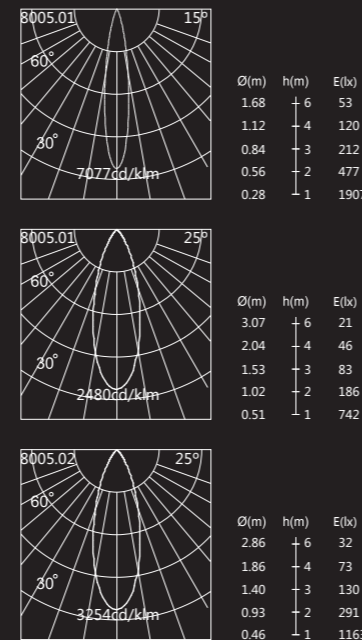 8005.01 15°
60°
30°
7077cd/klm
Ø(m) h(m) E(lx)
1.68 6 53
1.12 4 120
0.84 3 212
0.56 2 477
0.28 1 1907
8005.01 25°
60°
30°
2480cd/klm
Ø(m) h(m) E(lx)
3.07 6 21
2.04 4 46
1.53 3 83
1.02 2 186
0.51 1 742
8005.02 25°
60°
30°
3254cd/klm
Ø(m) h(m) E(lx)
2.86 6 32
1.86 4 73
1.40 3 130
0.93 2 291
0.46 1